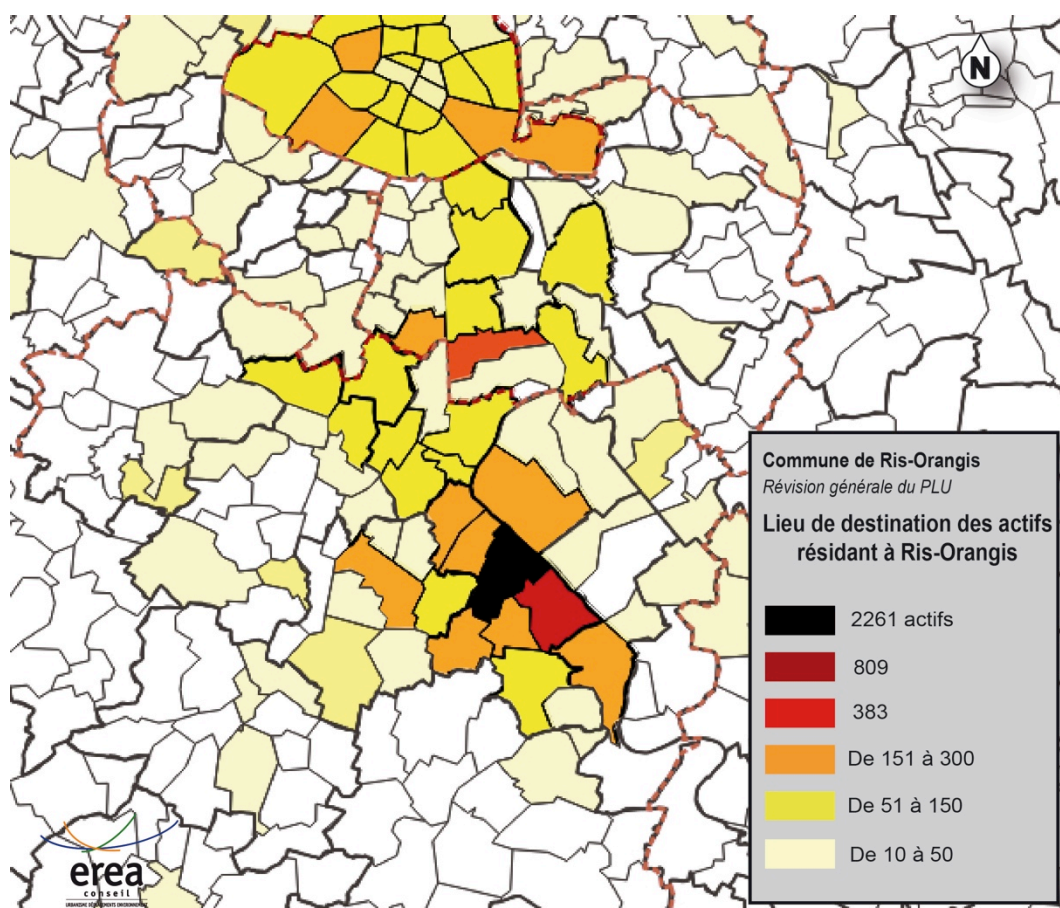 N
Commune de Ris-Orangis
Révision générale du PLU
Lieu de destination des actifs
résidant à Ris-Orangis
2261 actifs
809
383
De 151 à 300
De 51 à 150
De 10 à 50
erea
conseil